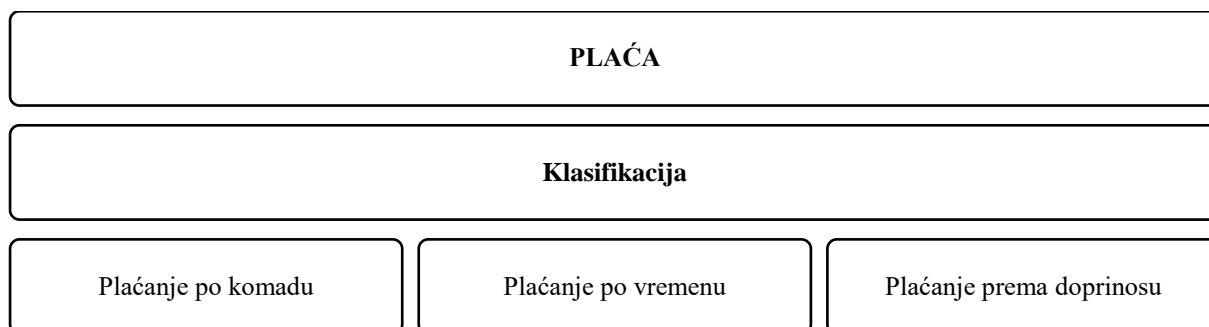 PLAĆA
Klasifikacija
Plaćanje po komadu
Plaćanje po vremenu
Plaćanje prema doprinosu